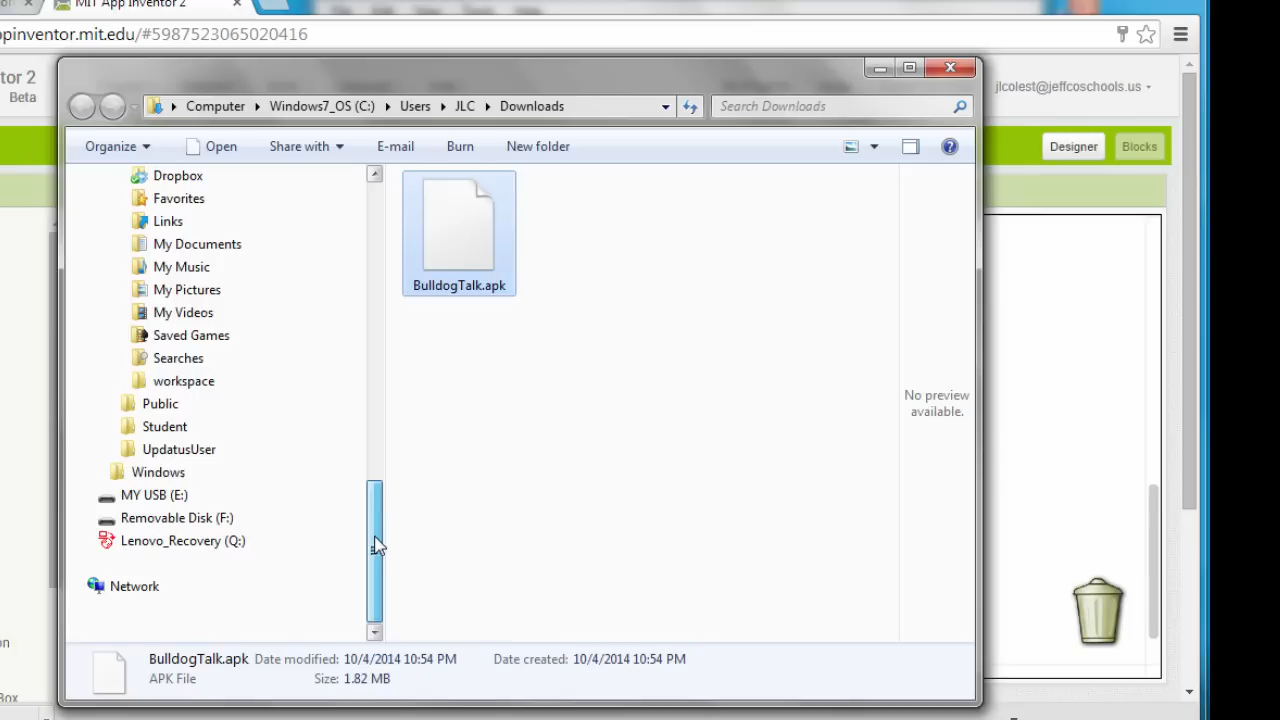 MIT App Inventor 2
pinventor.mit.edu/#5987523065020416
tor 2
Beta
jlcolest@jeffcoschools.us
Computer Windows7_OS (C:) Users JLC Downloads
Search Downloads
Organize Open Share with E-mail Burn New folder
Designer Blocks
Dropbox
Favorites
Links
My Documents
My Music
My Pictures
My Videos
Saved Games
Searches
workspace
Public
Student
UpdatusUser
Windows
MY USB (E:)
Removable Disk (F:)
Lenovo_Recovery (Q:)
Network
BulldogTalk.apk
No preview
available.
on
Box
BulldogTalk.apk Date modified: 10/4/2014 10:54 PM Date created: 10/4/2014 10:54 PM
APK File Size: 1.82 MB